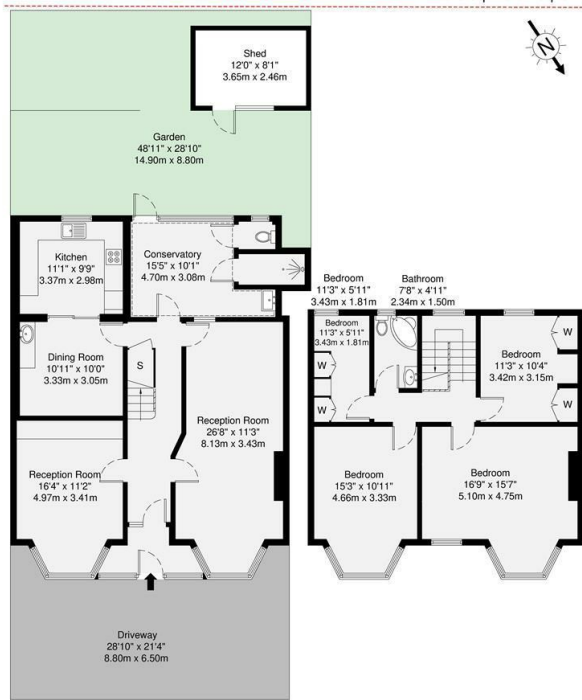 N
Shed
12'0" x 8'1"
3.65m x 2.46m
Garden
48'11" x 28'10"
14.90m x 8.80m
Kitchen
11'1" x 9'9"
3.37m x 2.98m
Conservatory
15'5" x 10'1"
4.70m x 3.08m
Dining Room
10'11" x 10'0"
3.33m x 3.05m
S
Reception Room
26'8" x 11'3"
8.13m x 3.43m
Reception Room
16'4" x 11'2"
4.97m x 3.41m
Driveway
28'10" x 21'4"
8.80m x 6.50m
Bedroom
11'3" x 5'11"
3.43m x 1.81m
Bathroom
7'8" x 4'11"
2.34m x 1.50m
Bedroom
11'3" x 5'11"
3.43m x 1.81m
W
W
Bedroom
11'3" x 10'4"
3.42m x 3.15m
W
W
Bedroom
15'3" x 10'11"
4.66m x 3.33m
Bedroom
16'9" x 15'7"
5.10m x 4.75m